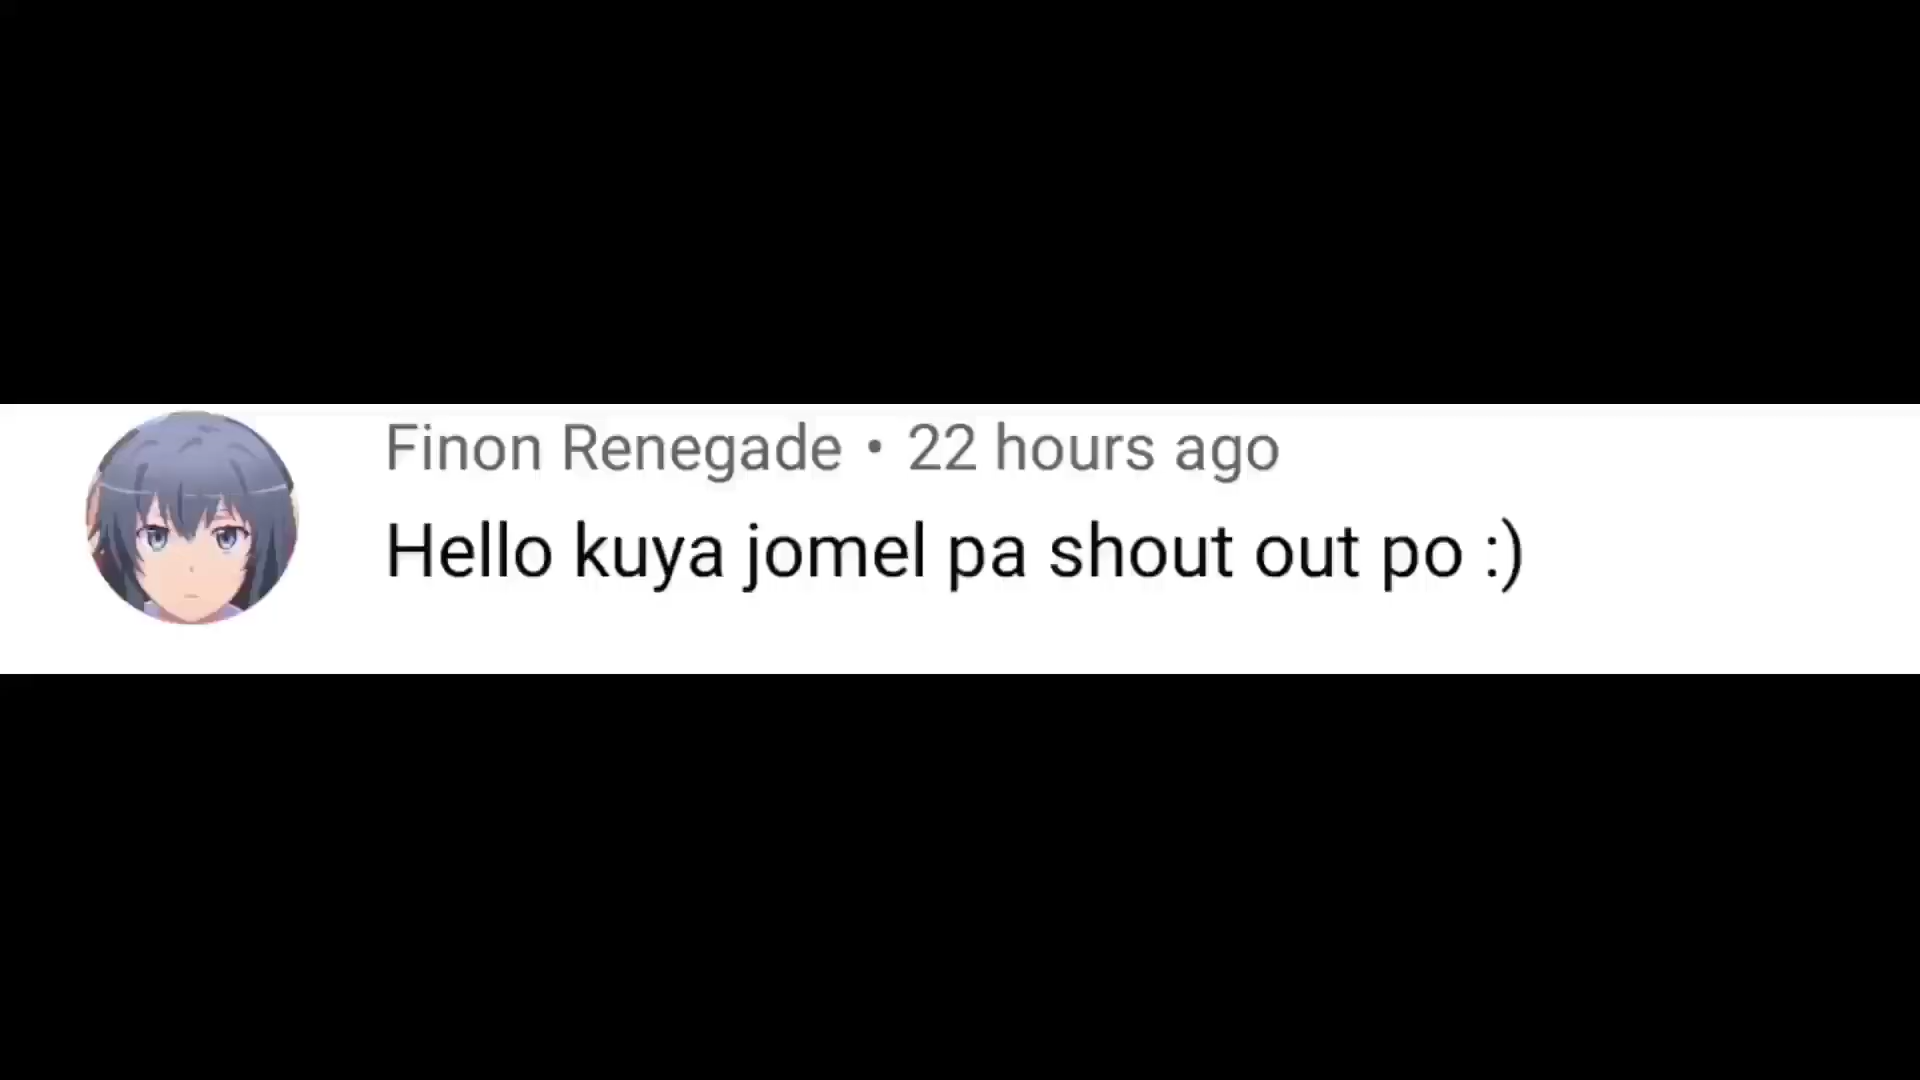 Finon Renegade • 22 hours ago
Hello kuya jomel pa shout out po :)